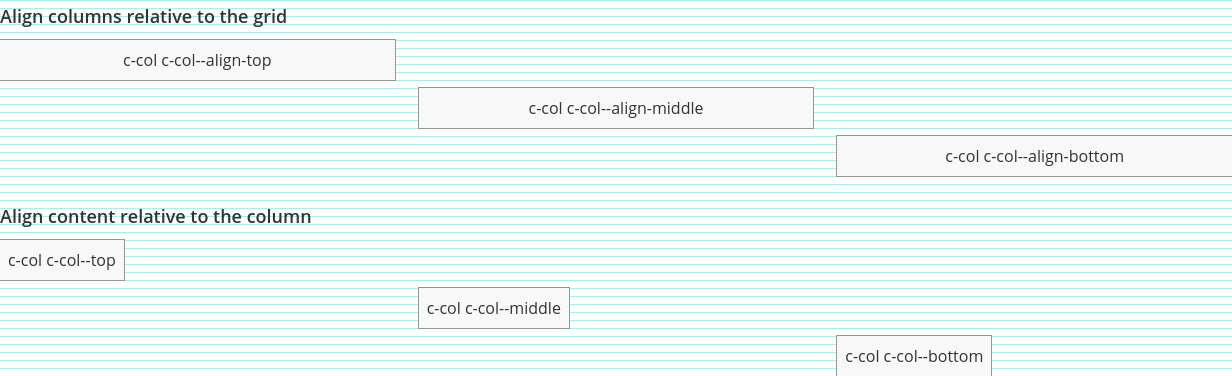 Align columns relative to the grid
c-col c-col--align-top
c-col c-col--align-middle
c-col c-col--align-bottom
Align content relative to the column
c-col c-col--top
c-col c-col--middle
c-col c-col--bottom